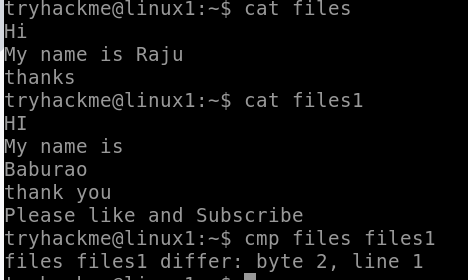 tryhackme@linux1:~$ cat files
Hi
My name is Raju
thanks
tryhackme@linux1:~$ cat files1
HI
My name is
Baburao
thank you
Please like and Subscribe
tryhackme@linux1:~$ cmp files files1
files files1 differ: byte 2, line 1
tryhackme@linux1:~$